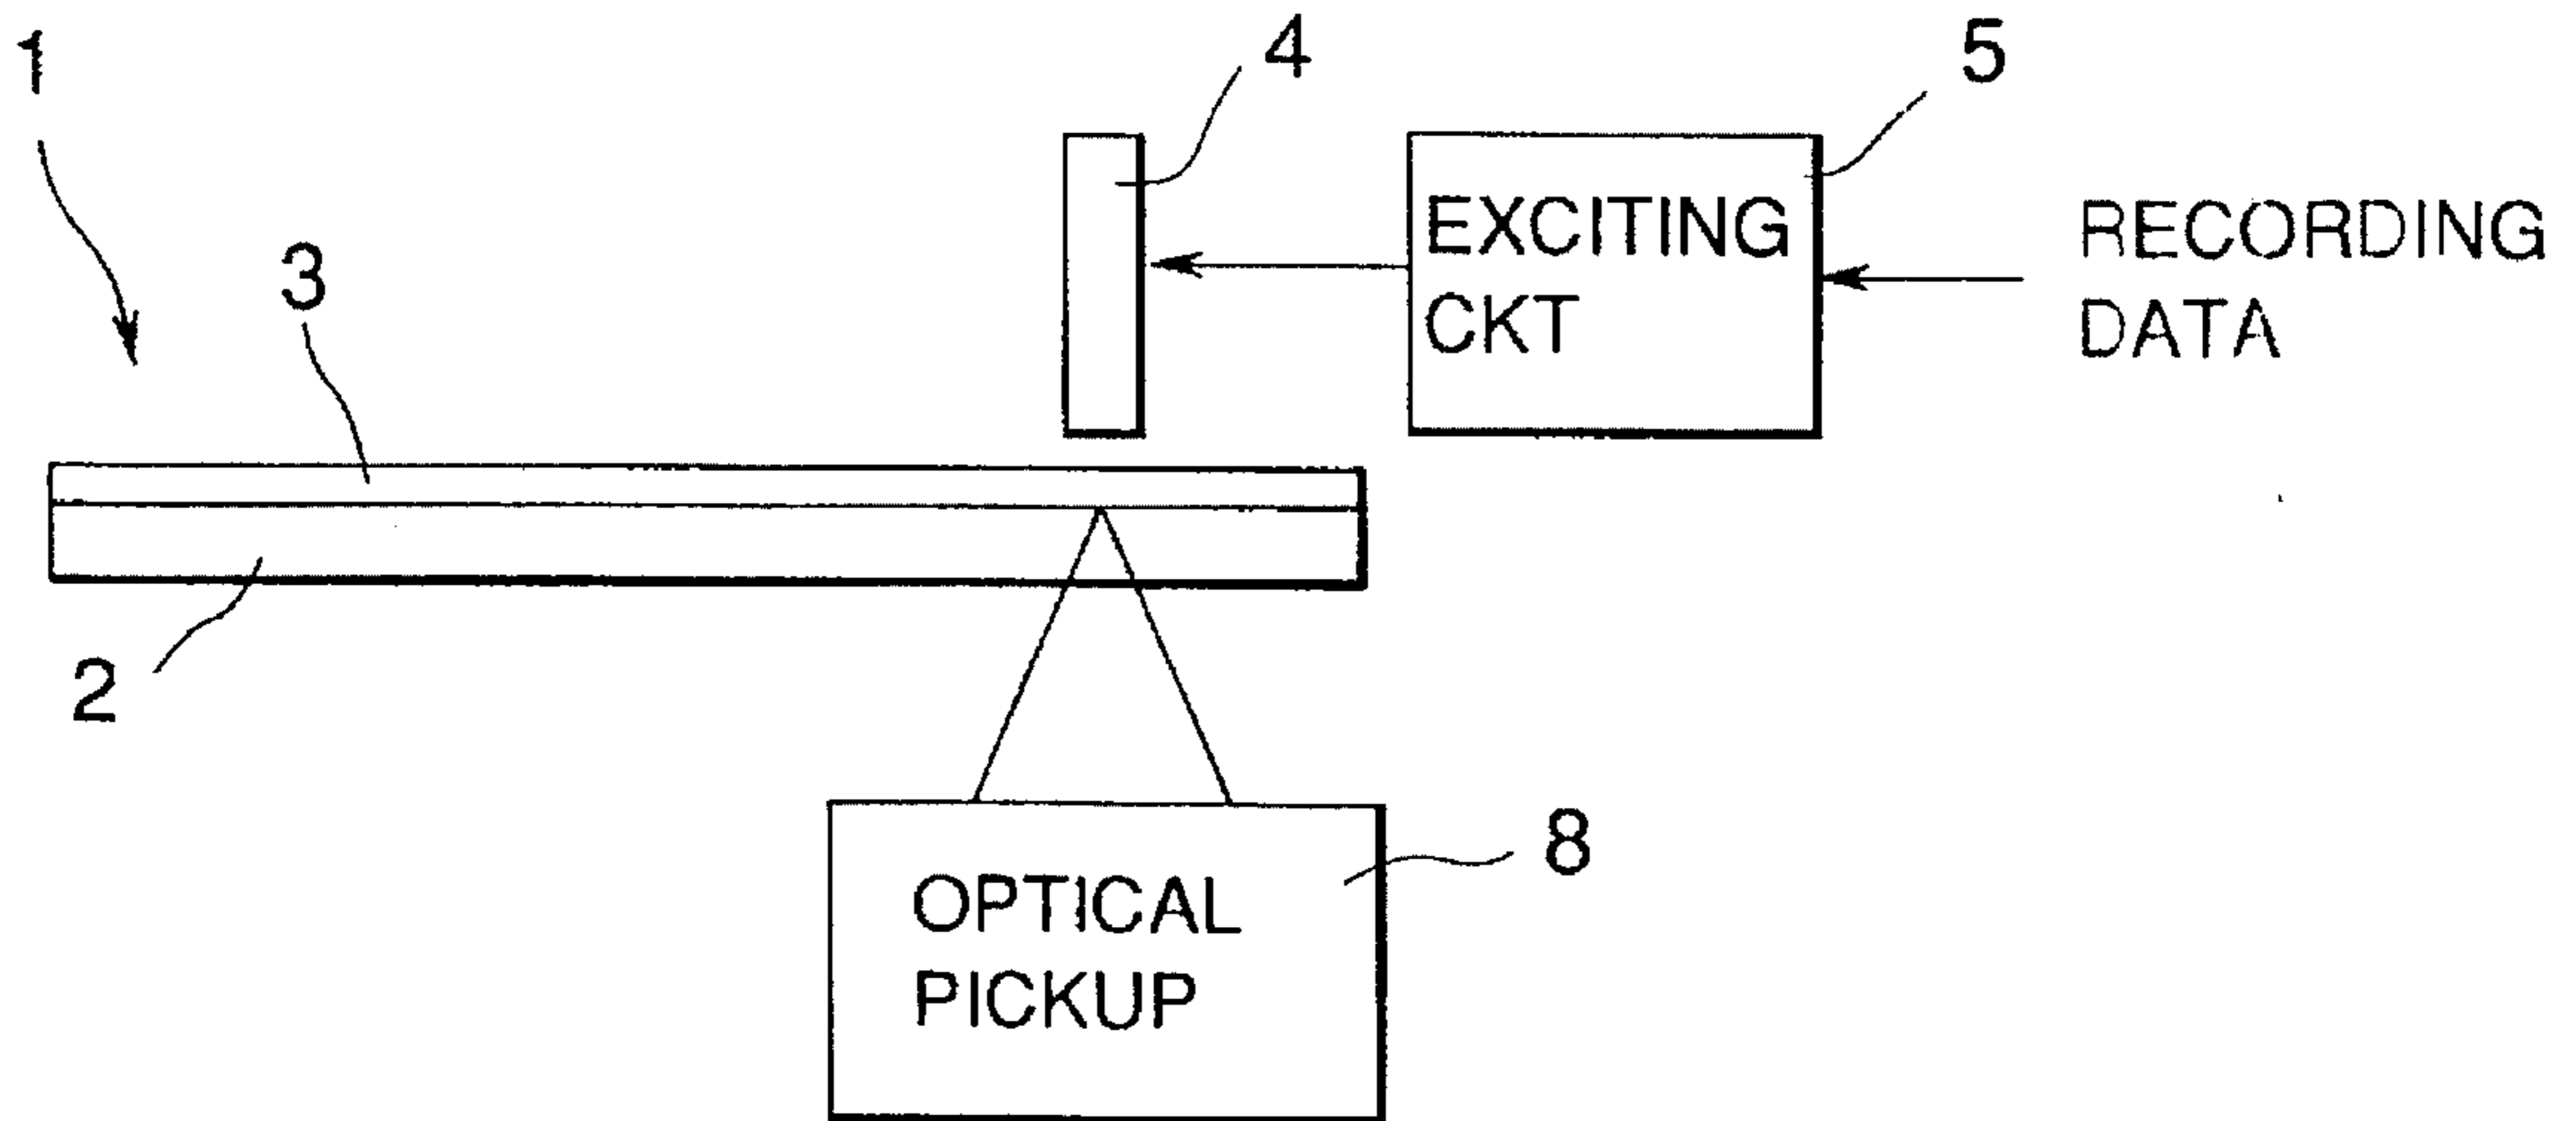 1
4
5
EXCITING
CKT
RECORDING
DATA
3
2
8
OPTICAL
PICKUP